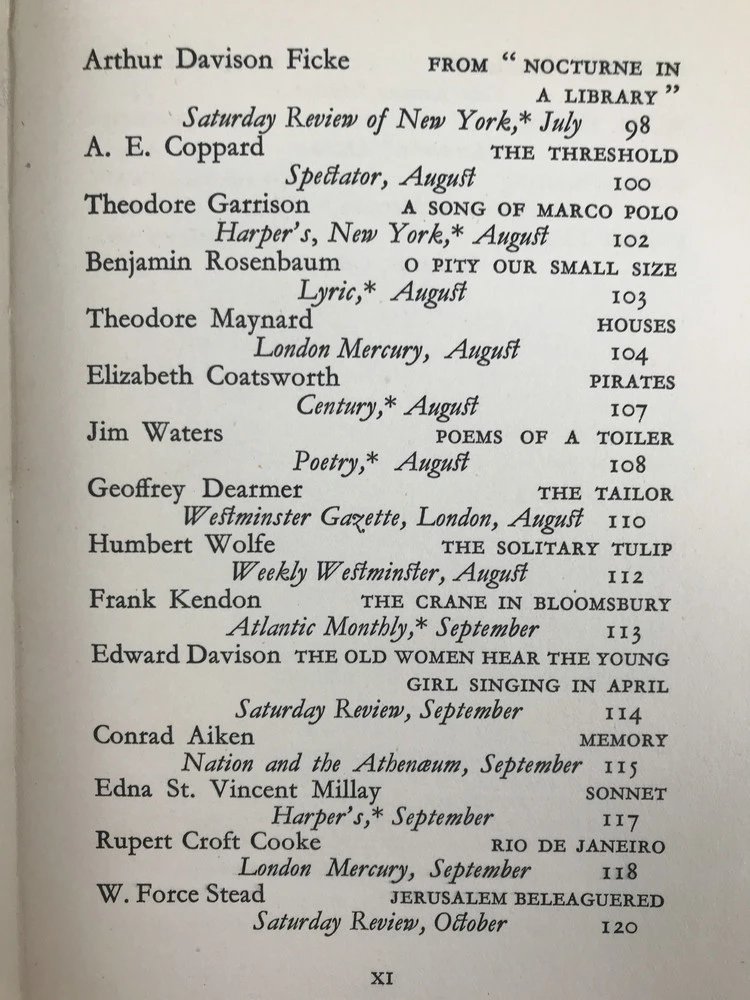 Arthur Davison Ficke FROM “ NOCTURNE IN
A LIBRARY ”
Saturday Review of New York,* July 98
A. E. Coppard THE THRESHOLD
Spectator, August 100
Theodore Garrison A SONG OF MARCO POLO
Harper's, New York,* August 102
Benjamin Rosenbaum O PITY OUR SMALL SIZE
Lyric,* August 103
Theodore Maynard HOUSES
London Mercury, August 104
Elizabeth Coatsworth PIRATES
Century,* August 107
Jim Waters POEMS OF A TOILER
Poetry,* August 108
Geoffrey Dearmer THE TAILOR
Westminster Gazette, London, August 110
Humbert Wolfe THE SOLITARY TULIP
Weekly Westminster, August 112
Frank Kendon THE CRANE IN BLOOMSBURY
Atlantic Monthly,* September 113
Edward Davison THE OLD WOMEN HEAR THE YOUNG
GIRL SINGING IN APRIL
Saturday Review, September 114
Conrad Aiken MEMORY
Nation and the Athenæum, September 115
Edna St. Vincent Millay SONNET
Harper's,* September 117
Rupert Croft Cooke RIO DE JANEIRO
London Mercury, September 118
W. Force Stead JERUSALEM BELEAGUERED
Saturday Review, October 120
XI